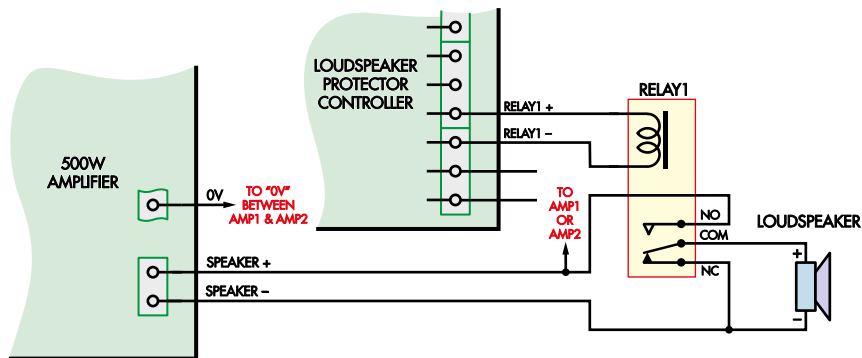 LOUDSPEAKER
PROTECTOR
CONTROLLER
RELAY1 +
RELAY1 –
RELAY1
500W
AMPLIFIER
0V
TO "0V"
BETWEEN
AMP1 & AMP2
TO
AMP1
OR
AMP2
NO
COM
NC
LOUDSPEAKER
+
–
SPEAKER +
SPEAKER –